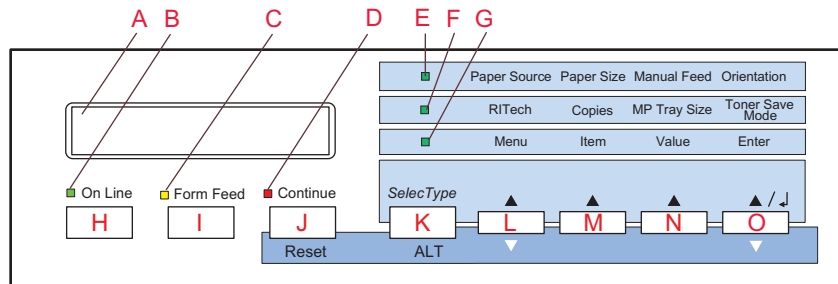 A B C D E F G
Paper Source Paper Size Manual Feed Orientation
RITech Copies MP Tray Size Toner Save Mode
Menu Item Value Enter
On Line Form Feed Continue SelecType
H I J K L M N O
Reset ALT